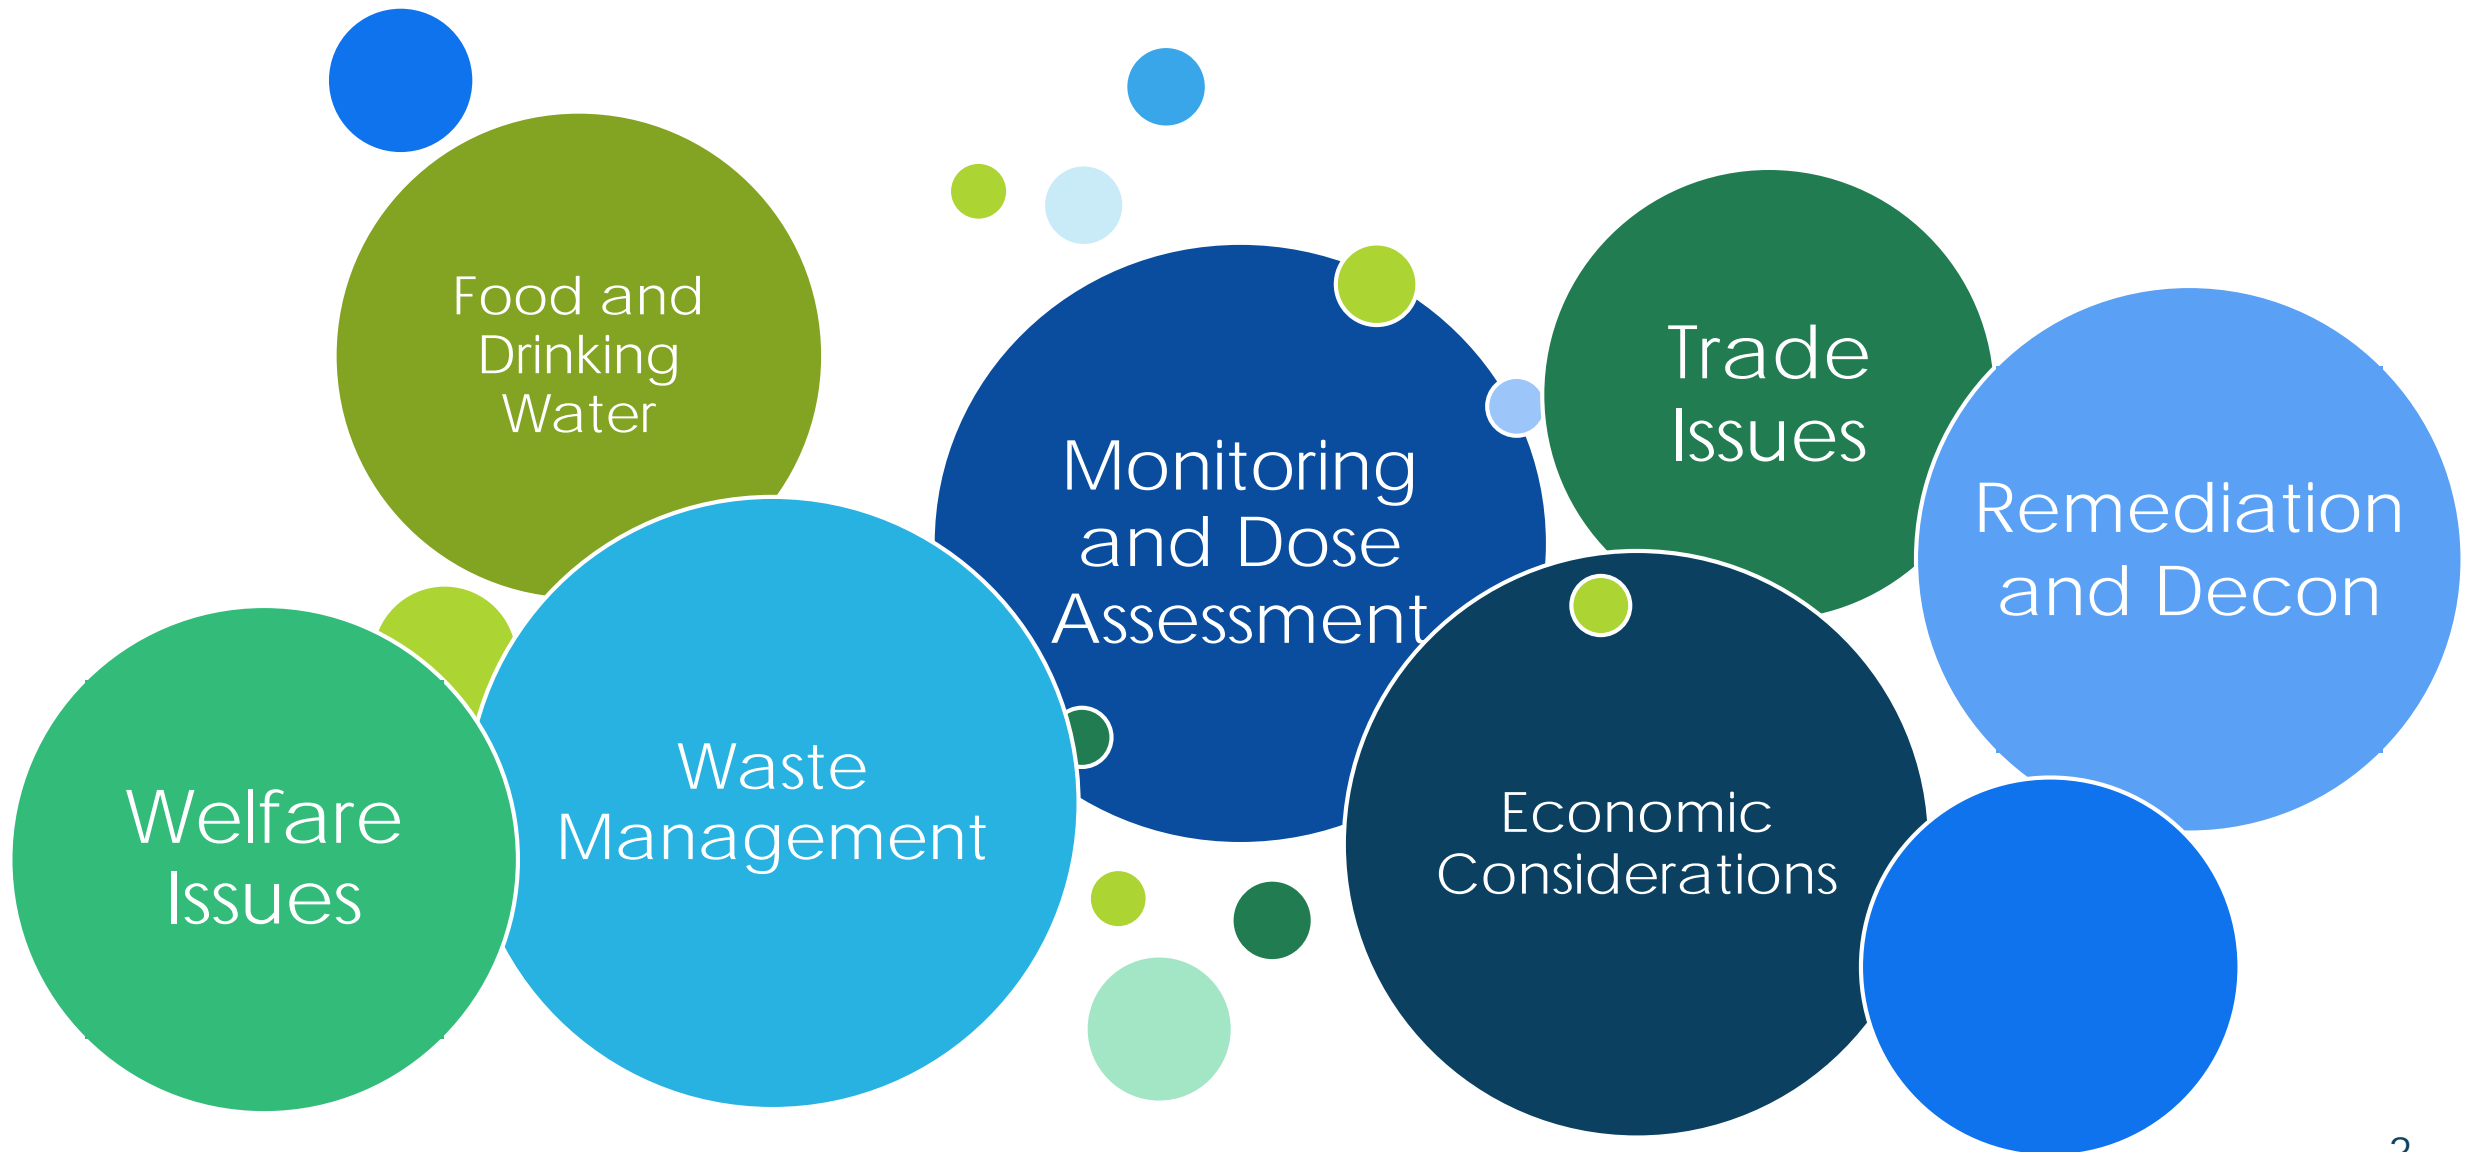 Food and
Drinking
Water
Monitoring
and Dose
Assessment
Trade
Issues
Remediation
and Decon
Welfare
Issues
Waste
Management
Economic
Considerations